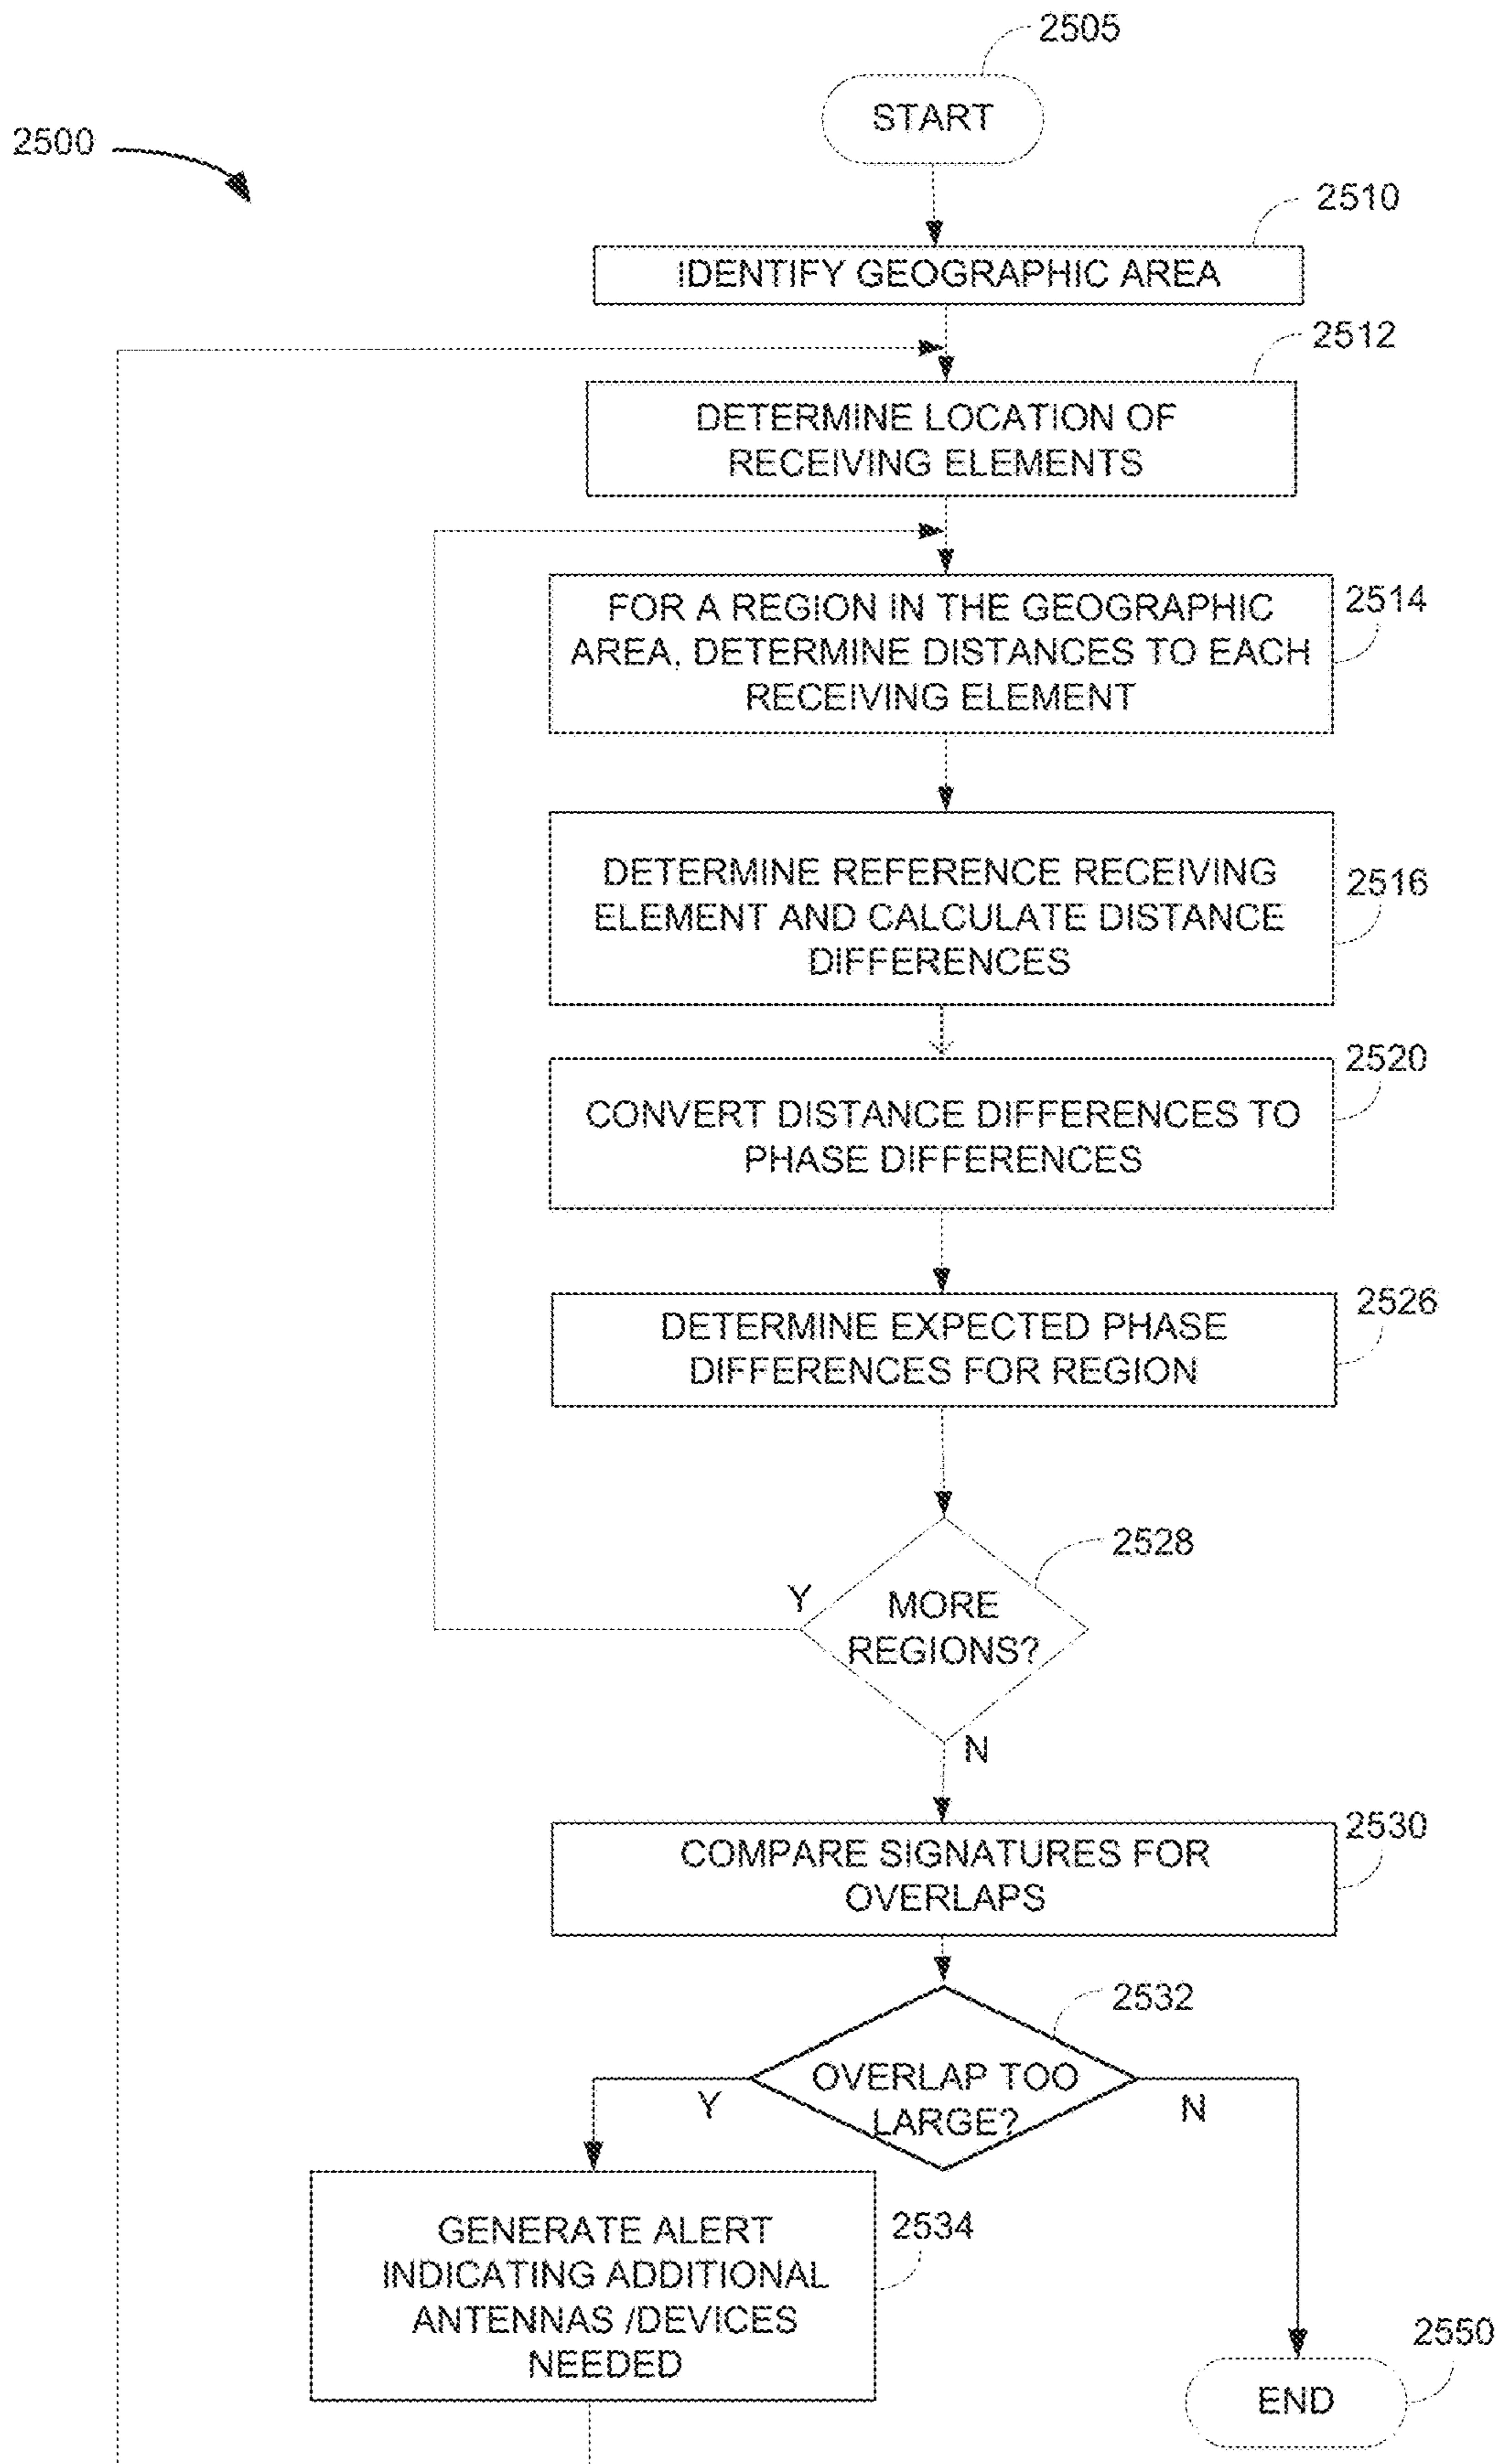 2505
START
2500
2510
IDENTIFY GEOGRAPHIC AREA
2512
DETERMINE LOCATION OF
RECEIVING ELEMENTS
FOR A REGION IN THE GEOGRAPHIC
AREA, DETERMINE DISTANCES TO EACH
RECEIVING ELEMENT
2514
DETERMINE REFERENCE RECEIVING
ELEMENT AND CALCULATE DISTANCE
DIFFERENCES
2516
2520
CONVERT DISTANCE DIFFERENCES TO
PHASE DIFFERENCES
2526
DETERMINE EXPECTED PHASE
DIFFERENCES FOR REGION
2528
Y
MORE
REGIONS?
N
2530
COMPARE SIGNATURES FOR
OVERLAPS
2532
OVERLAP TOO
LARGE?
Y
N
GENERATE ALERT
INDICATING ADDITIONAL
ANTENNAS /DEVICES
NEEDED
2534
2550
END